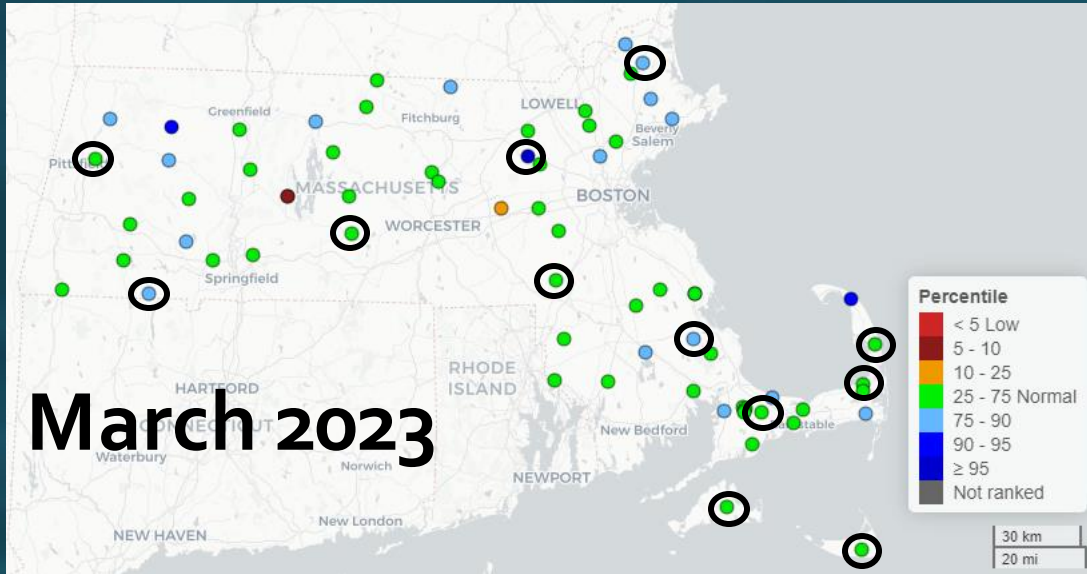 LOWELL
Greenfield
Fitchburg
Beverly
Salem
Pittsfield
MASSACHUSETTS
BOSTON
WORCESTER
Springfield
Percentile
< 5 Low
5 - 10
10 - 25
25 - 75 Normal
75 - 90
90 - 95
≥ 95
Not ranked
RHODE
ISLAND
HARTFORD
March 2023
CONNECTICUT
New Bedford
Barnstable
Waterbury
Norwich
NEWPORT
New London
NEW HAVEN
30 km
20 mi